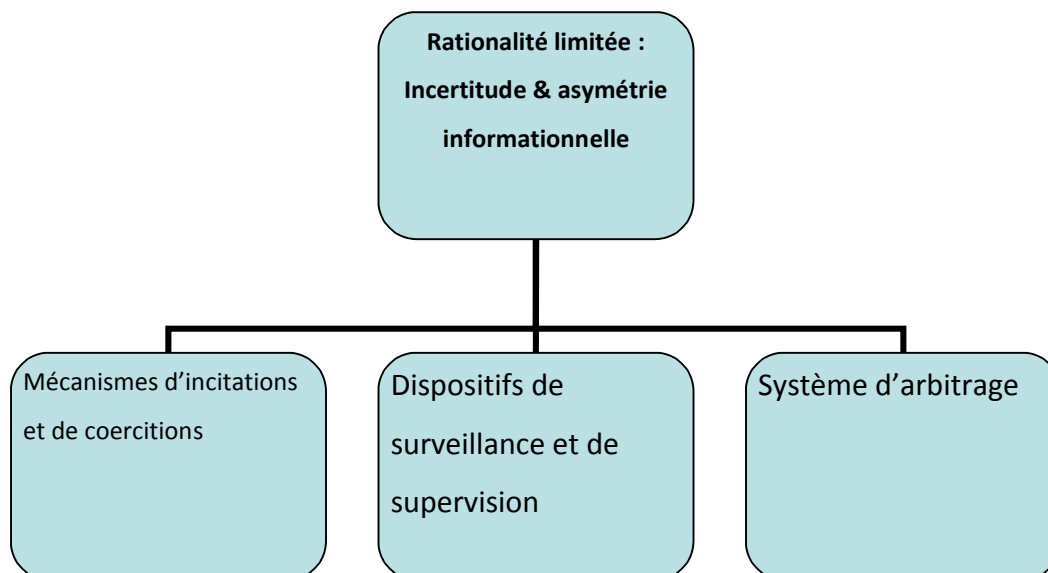 Rationalité limitée :
Incertitude & asymétrie
informationnelle
Mécanismes d’incitations
et de coercitions
Dispositifs de
surveillance et de
supervision
Système d’arbitrage